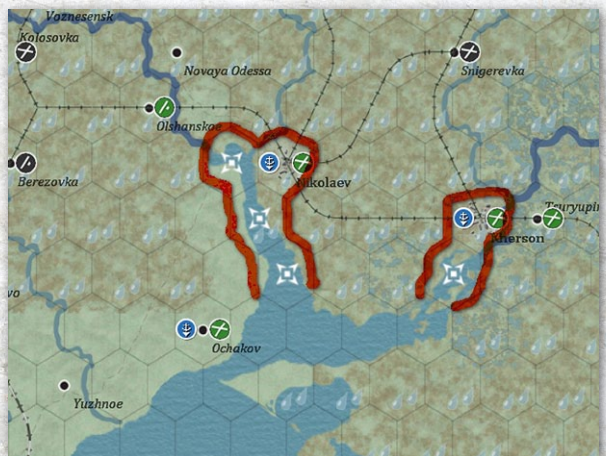 Voznesensk
Kolosovka
Novaya Odessa
Snigerevka
Olshanskoe
Berezovka
Nikolaev
Kherson
Ochakov
Yuzhnoe